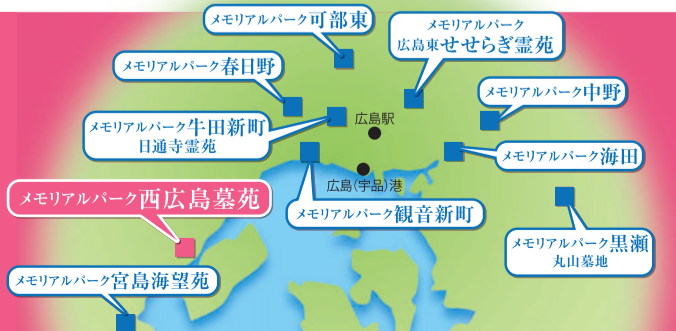 メモリアルパーク可部東
メモリアルパーク
広島東せせらぎ霊苑
メモリアルパーク春日野
メモリアルパーク中野
メモリアルパーク牛田新町
日通寺霊苑
広島駅
メモリアルパーク海田
広島(宇品)港
メモリアルパーク西広島墓苑
メモリアルパーク観音新町
メモリアルパーク黒瀬
丸山墓地
メモリアルパーク宮島海望苑